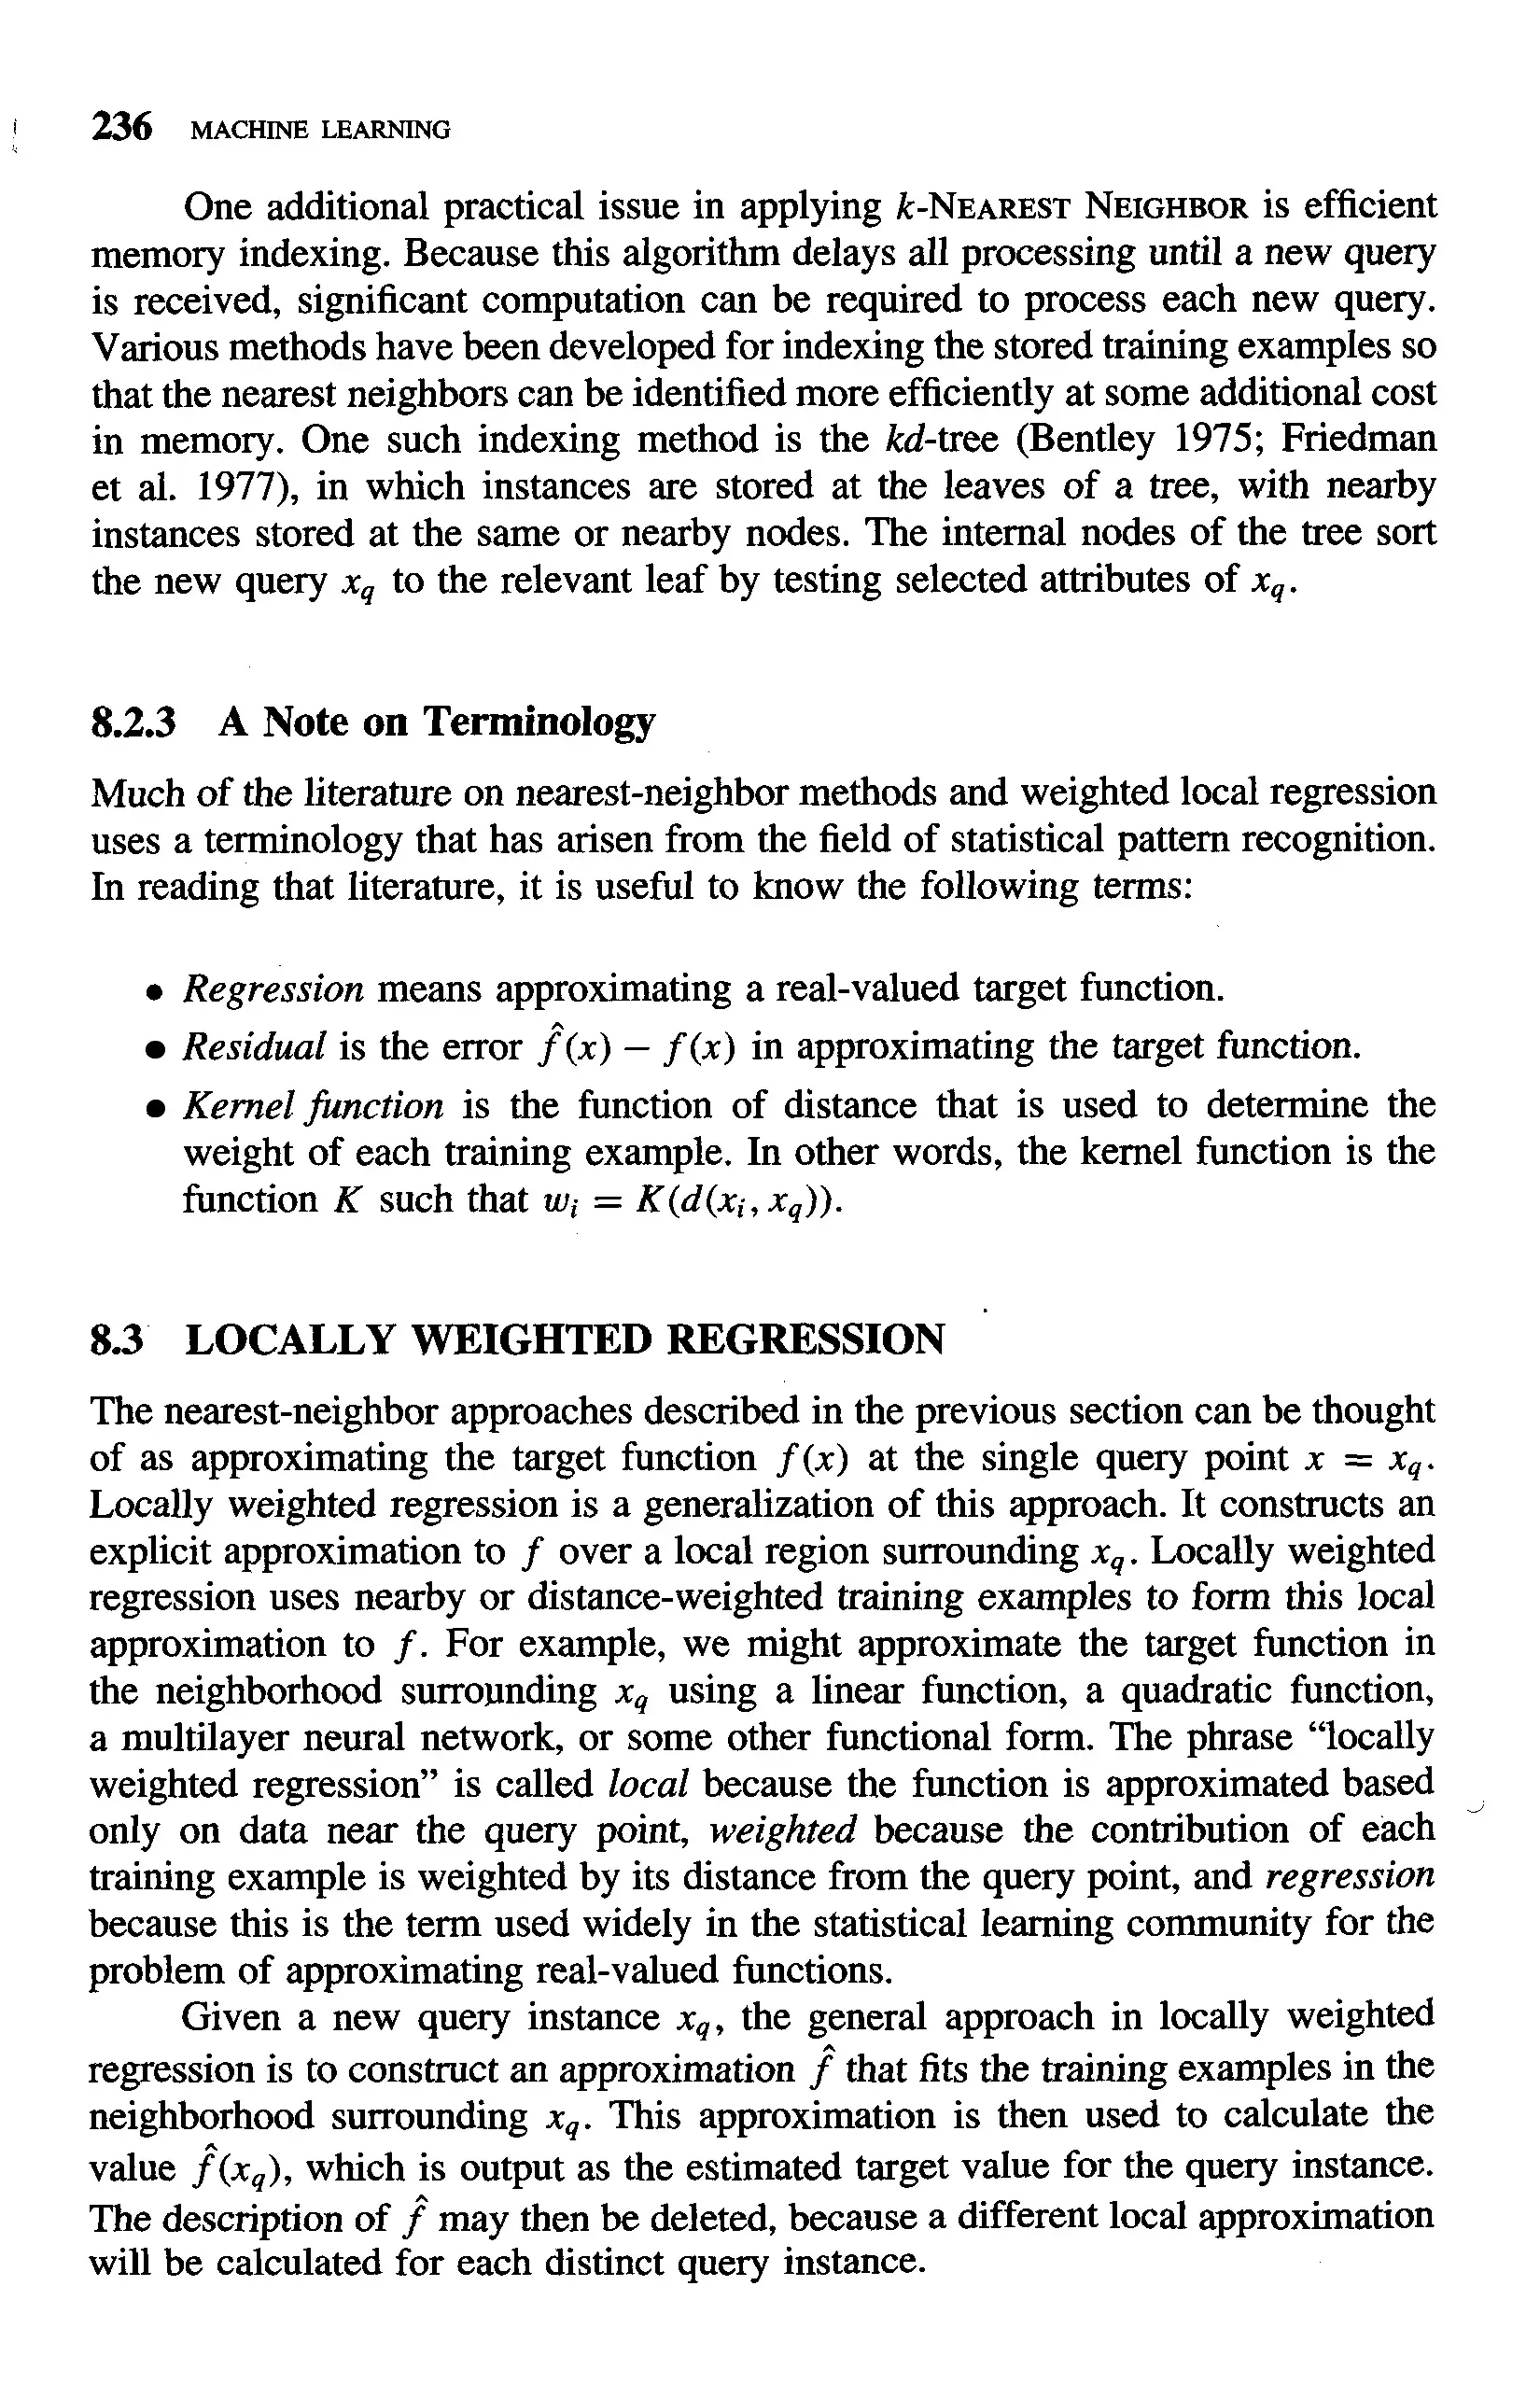 236 MACHINE LEARNING
One additional practical issue in applying k-NEAREST NEIGHBOR is efficient
memory indexing. Because this algorithm delays all processing until a new query
is received, significant computation can be required to process each new query.
Various methods have been developed for indexing the stored training examples so
that the nearest neighbors can be identified more efficiently at some additional cost
in memory. One such indexing method is the kd-tree (Bentley 1975; Friedman
et al. 1977), in which instances are stored at the leaves of a tree, with nearby
instances stored at the same or nearby nodes. The internal nodes of the tree sort
the new query x_q to the relevant leaf by testing selected attributes of x_q.
8.2.3 A Note on Terminology
Much of the literature on nearest-neighbor methods and weighted local regression
uses a terminology that has arisen from the field of statistical pattern recognition.
In reading that literature, it is useful to know the following terms:
• Regression means approximating a real-valued target function.
• Residual is the error f̂(x) − f(x) in approximating the target function.
• Kernel function is the function of distance that is used to determine the
weight of each training example. In other words, the kernel function is the
function K such that w_i = K(d(x_i, x_q)).
8.3 LOCALLY WEIGHTED REGRESSION
The nearest-neighbor approaches described in the previous section can be thought
of as approximating the target function f(x) at the single query point x = x_q.
Locally weighted regression is a generalization of this approach. It constructs an
explicit approximation to f over a local region surrounding x_q. Locally weighted
regression uses nearby or distance-weighted training examples to form this local
approximation to f. For example, we might approximate the target function in
the neighborhood surrounding x_q using a linear function, a quadratic function,
a multilayer neural network, or some other functional form. The phrase “locally
weighted regression” is called local because the function is approximated based
only on data near the query point, weighted because the contribution of each
training example is weighted by its distance from the query point, and regression
because this is the term used widely in the statistical learning community for the
problem of approximating real-valued functions.
Given a new query instance x_q, the general approach in locally weighted
regression is to construct an approximation f̂ that fits the training examples in the
neighborhood surrounding x_q. This approximation is then used to calculate the
value f̂(x_q), which is output as the estimated target value for the query instance.
The description of f̂ may then be deleted, because a different local approximation
will be calculated for each distinct query instance.